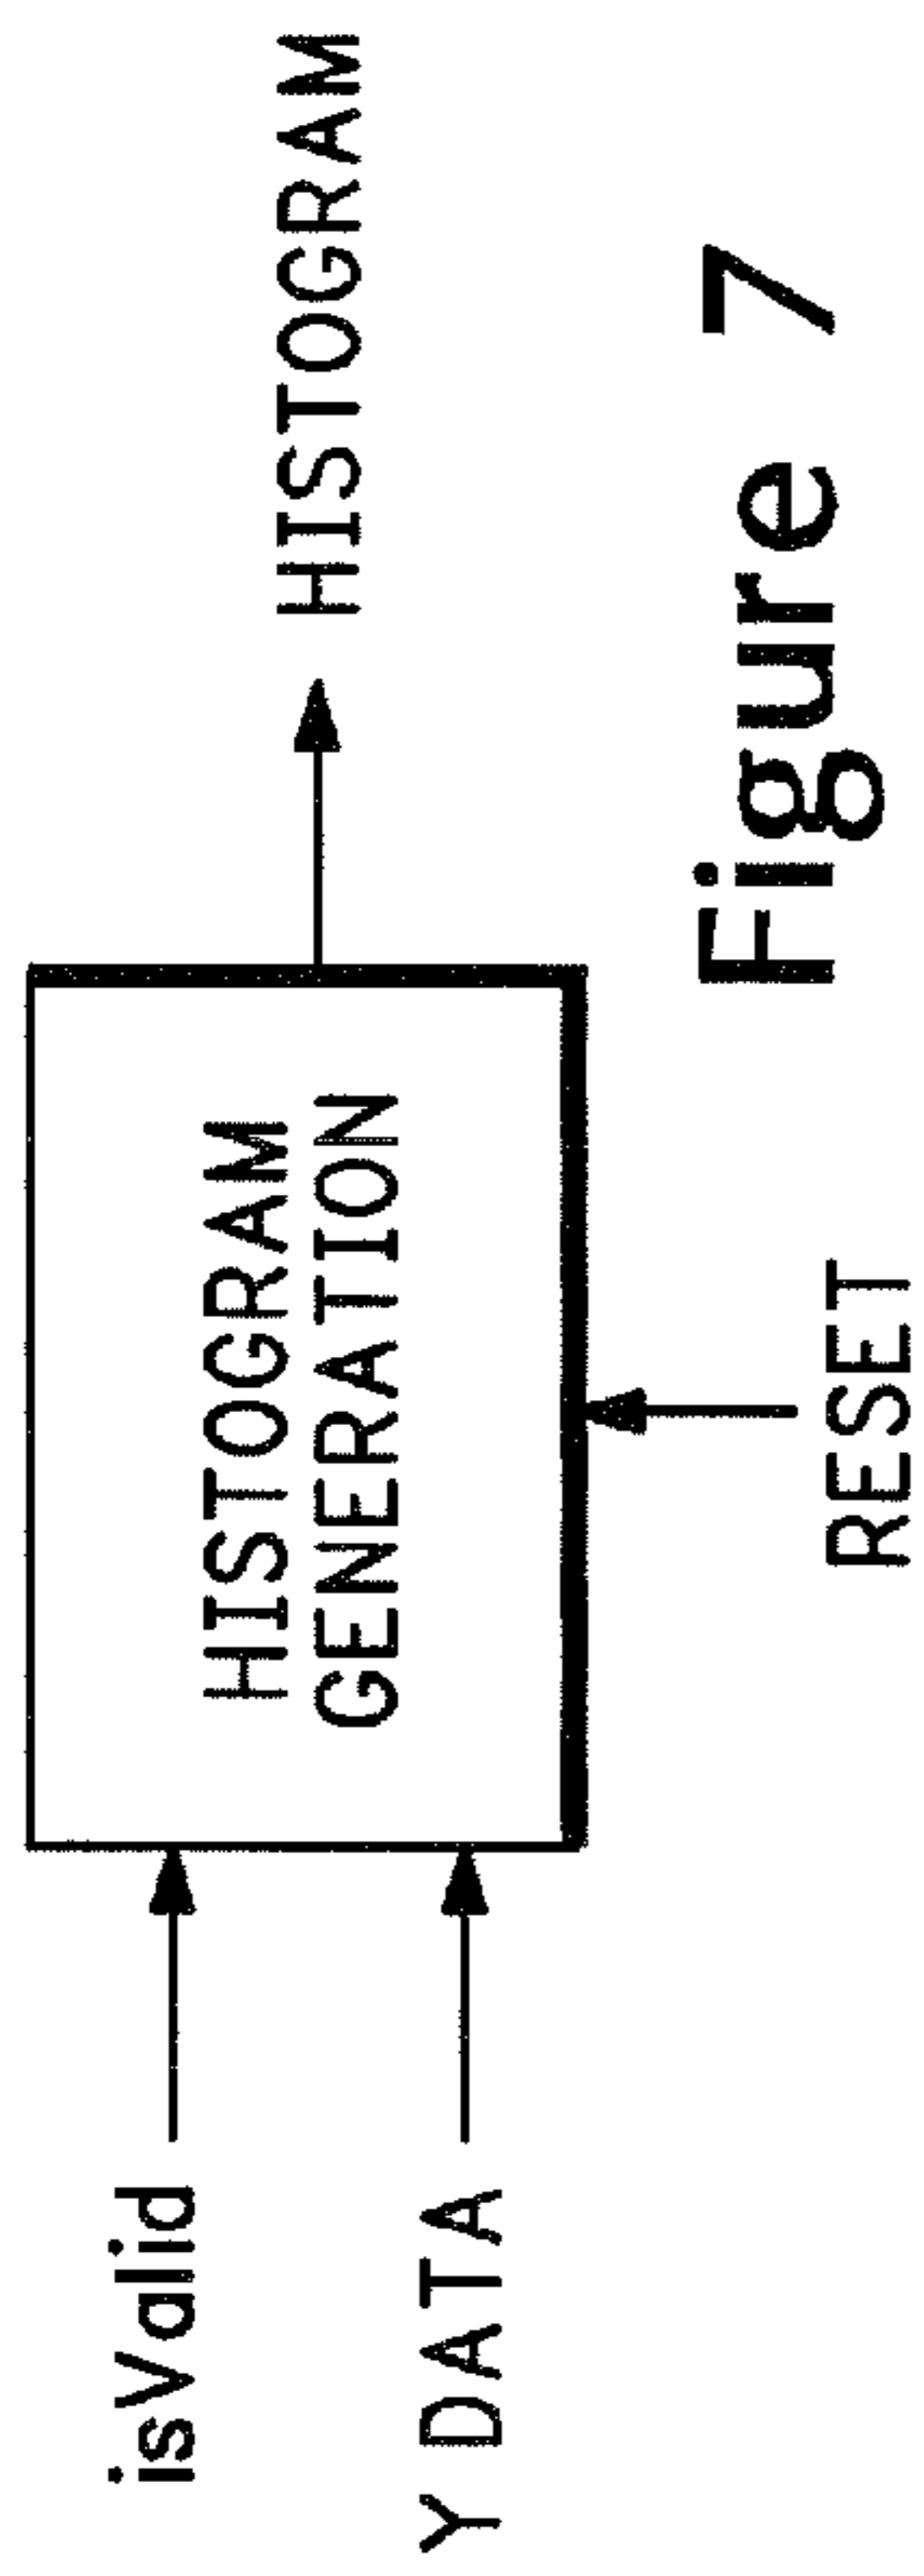 isValid
Y DATA
HISTOGRAM
GENERATION
HISTOGRAM
RESET
Figure 7